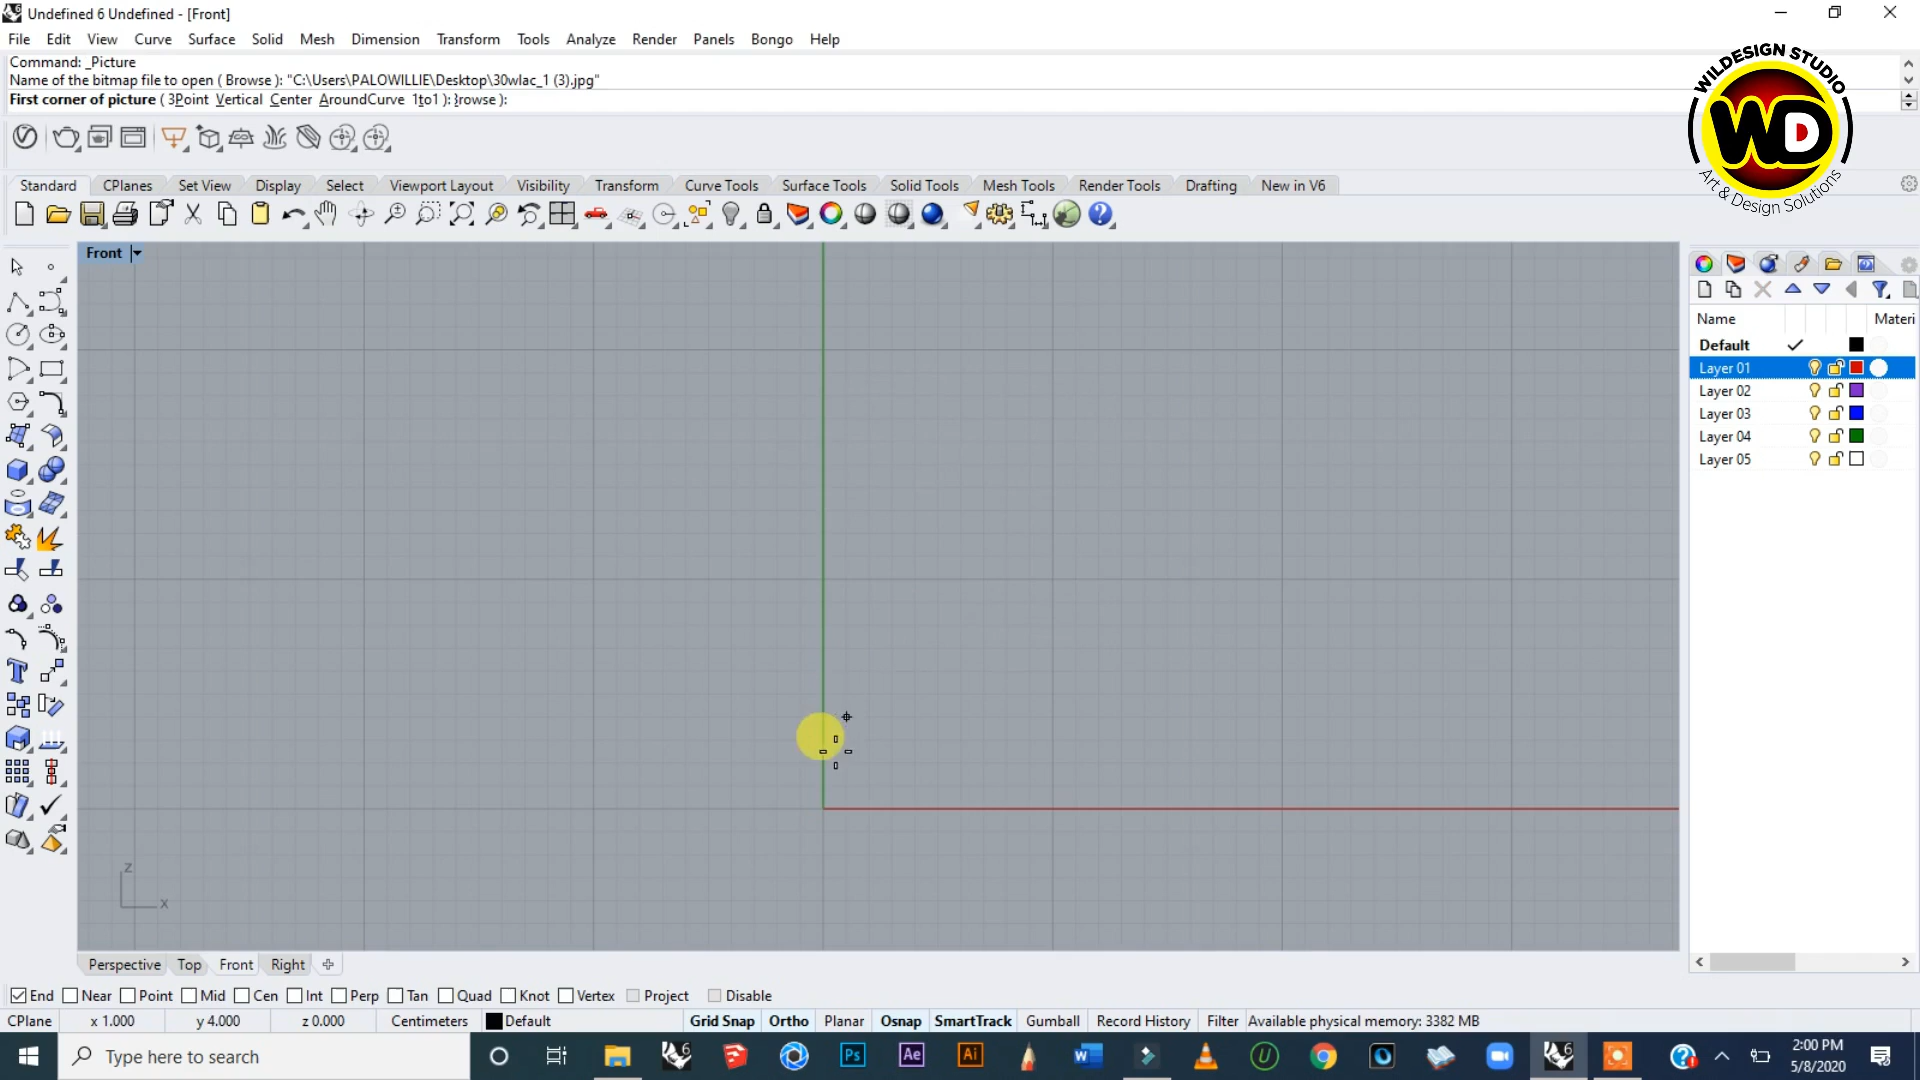 Undefined 6 Undefined - [Front]
File Edit View Curve Surface Solid Mesh Dimension Transform Tools Analyze Render Panels Bongo Help
Command: _Picture
Name of the bitmap file to open ( Browse ): "C:\Users\PALOWILLIE\Desktop\30wlac_1 (3).jpg"
First corner of picture ( 3Point Vertical Center AroundCurve 1to1 ): Browse ):
WILDESIGN STUDIO
WD
Art & Design Solutions
Standard CPlanes Set View Display Select Viewport Layout Visibility Transform Curve Tools Surface Tools Solid Tools Mesh Tools Render Tools Drafting New in V6
Front
Name Materi
Default
Layer 01
Layer 02
Layer 03
Layer 04
Layer 05
z
x
Perspective Top Front Right
End Near Point Mid Cen Int Perp Tan Quad Knot Vertex Project Disable
CPlane x 1.000 y 4.000 z 0.000 Centimeters Default Grid Snap Ortho Planar Osnap SmartTrack Gumball Record History Filter Available physical memory: 3382 MB
Type here to search
Ps Ae Ai
2:00 PM
5/8/2020